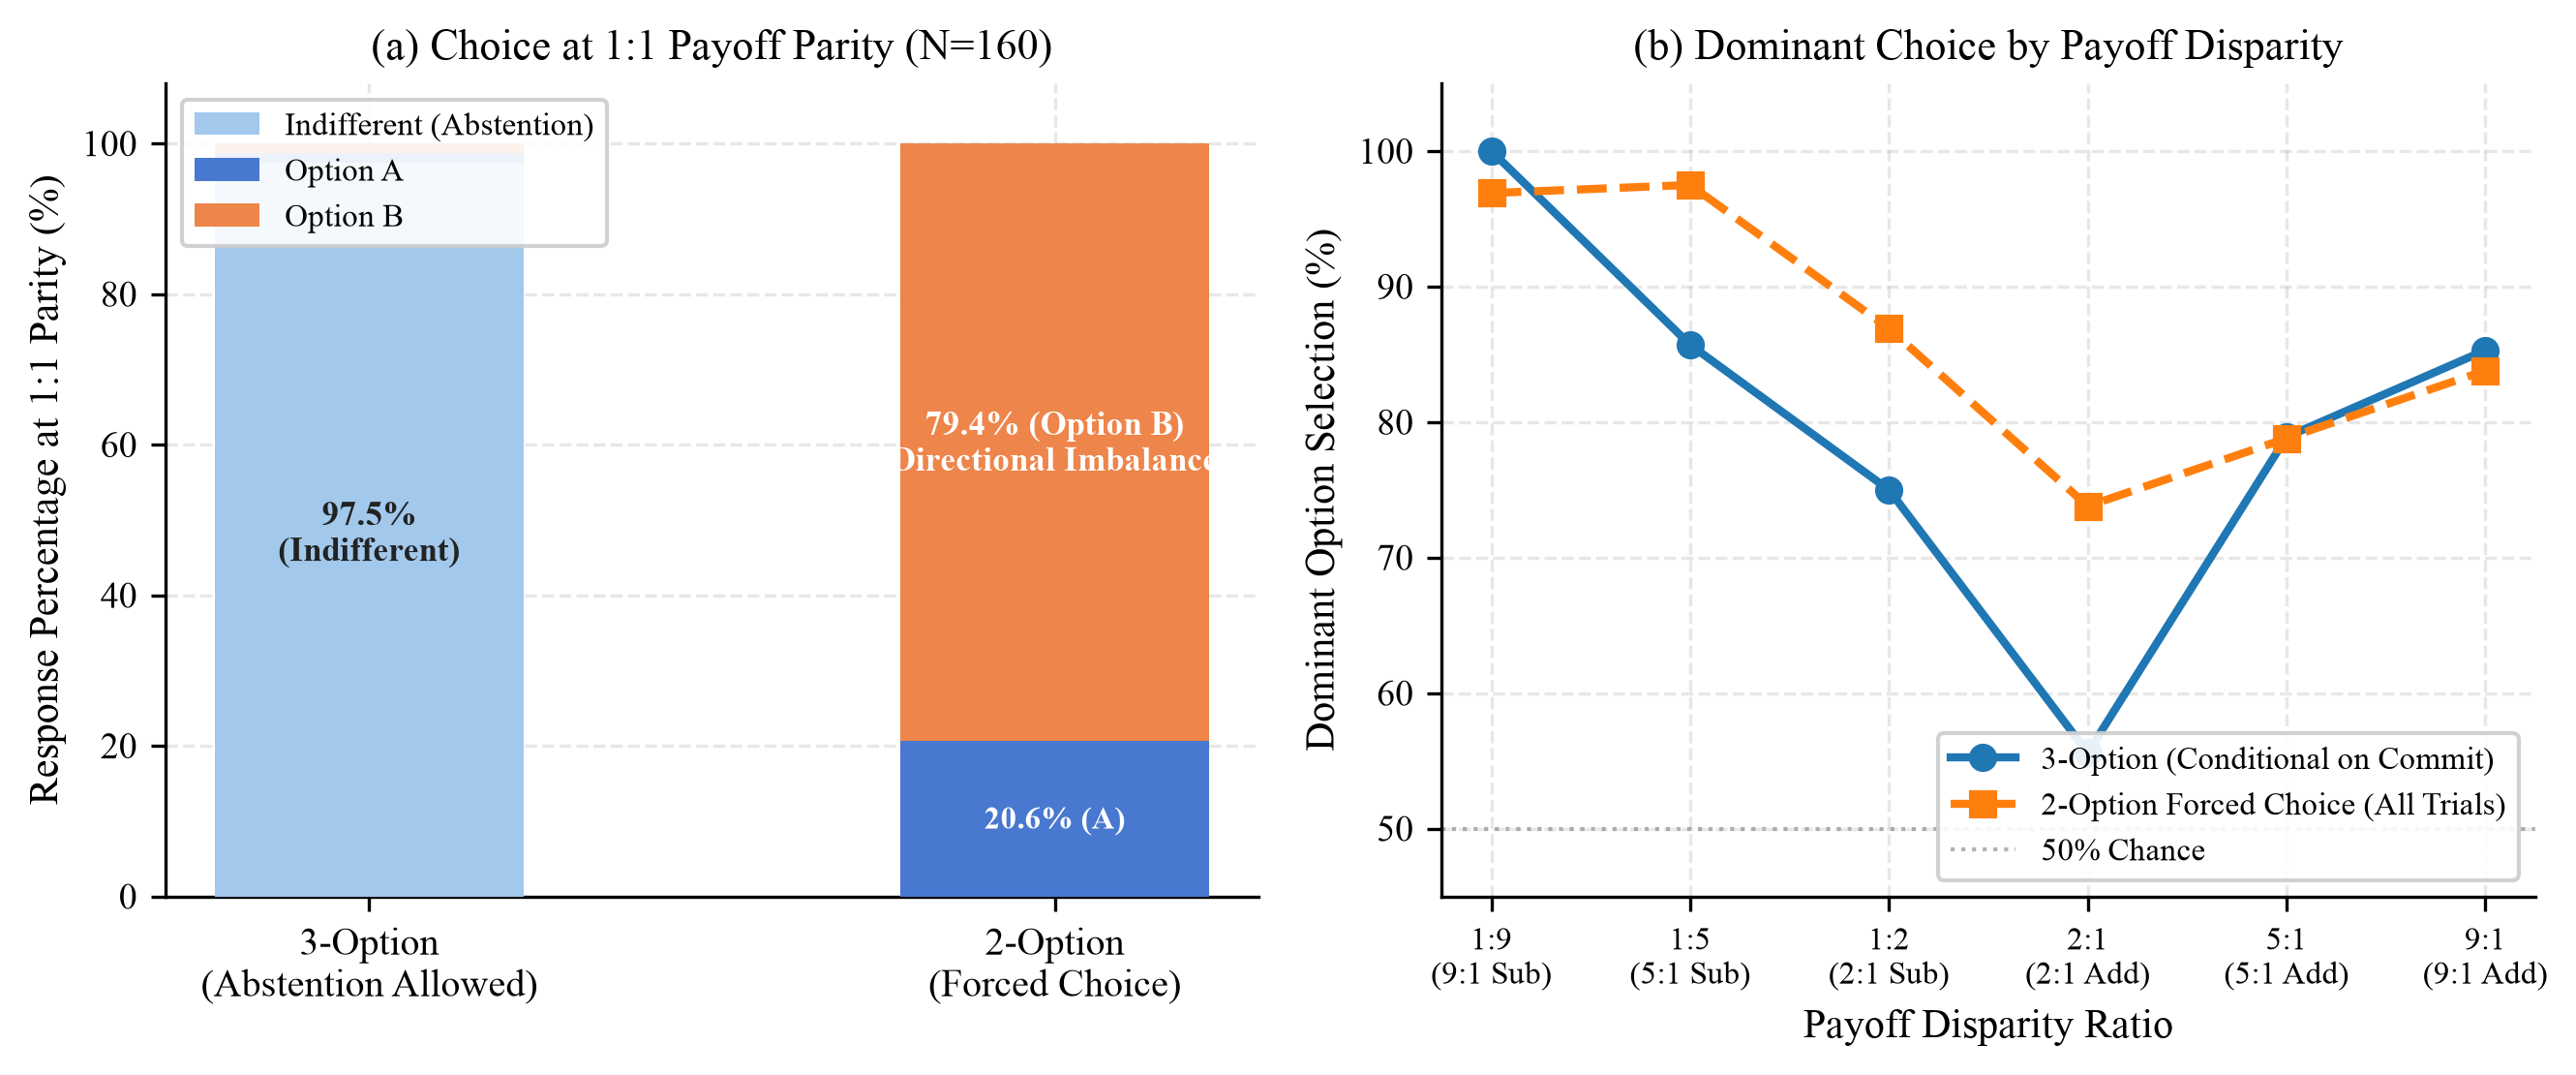 (a) Choice at 1:1 Payoff Parity (N=160)
Response Percentage at 1:1 Parity (%)
100
80
60
40
20
0
Indifferent (Abstention)
Option A
Option B
97.5%
(Indifferent)
79.4% (Option B)
Directional Imbalance
20.6% (A)
3-Option
(Abstention Allowed)
2-Option
(Forced Choice)
(b) Dominant Choice by Payoff Disparity
Dominant Option Selection (%)
100
90
80
70
60
50
3-Option (Conditional on Commit)
2-Option Forced Choice (All Trials)
50% Chance
1:9
(9:1 Sub)
1:5
(5:1 Sub)
1:2
(2:1 Sub)
2:1
(2:1 Add)
5:1
(5:1 Add)
9:1
(9:1 Add)
Payoff Disparity Ratio